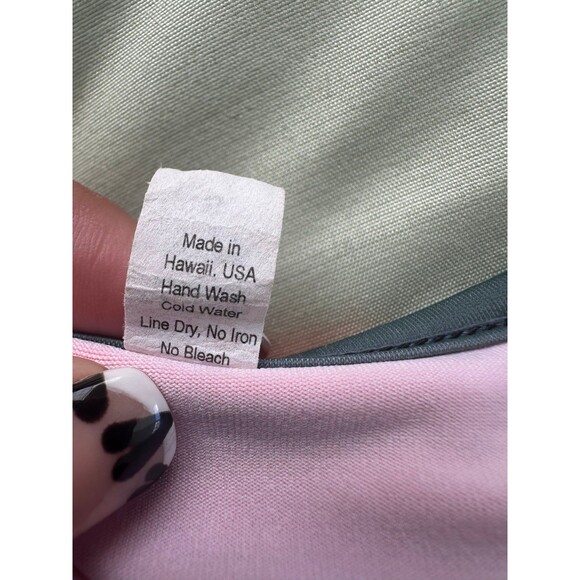 Made in
Hawaii, USA
Hand Wash
Cold Water
Line Dry, No Iron
No Bleach